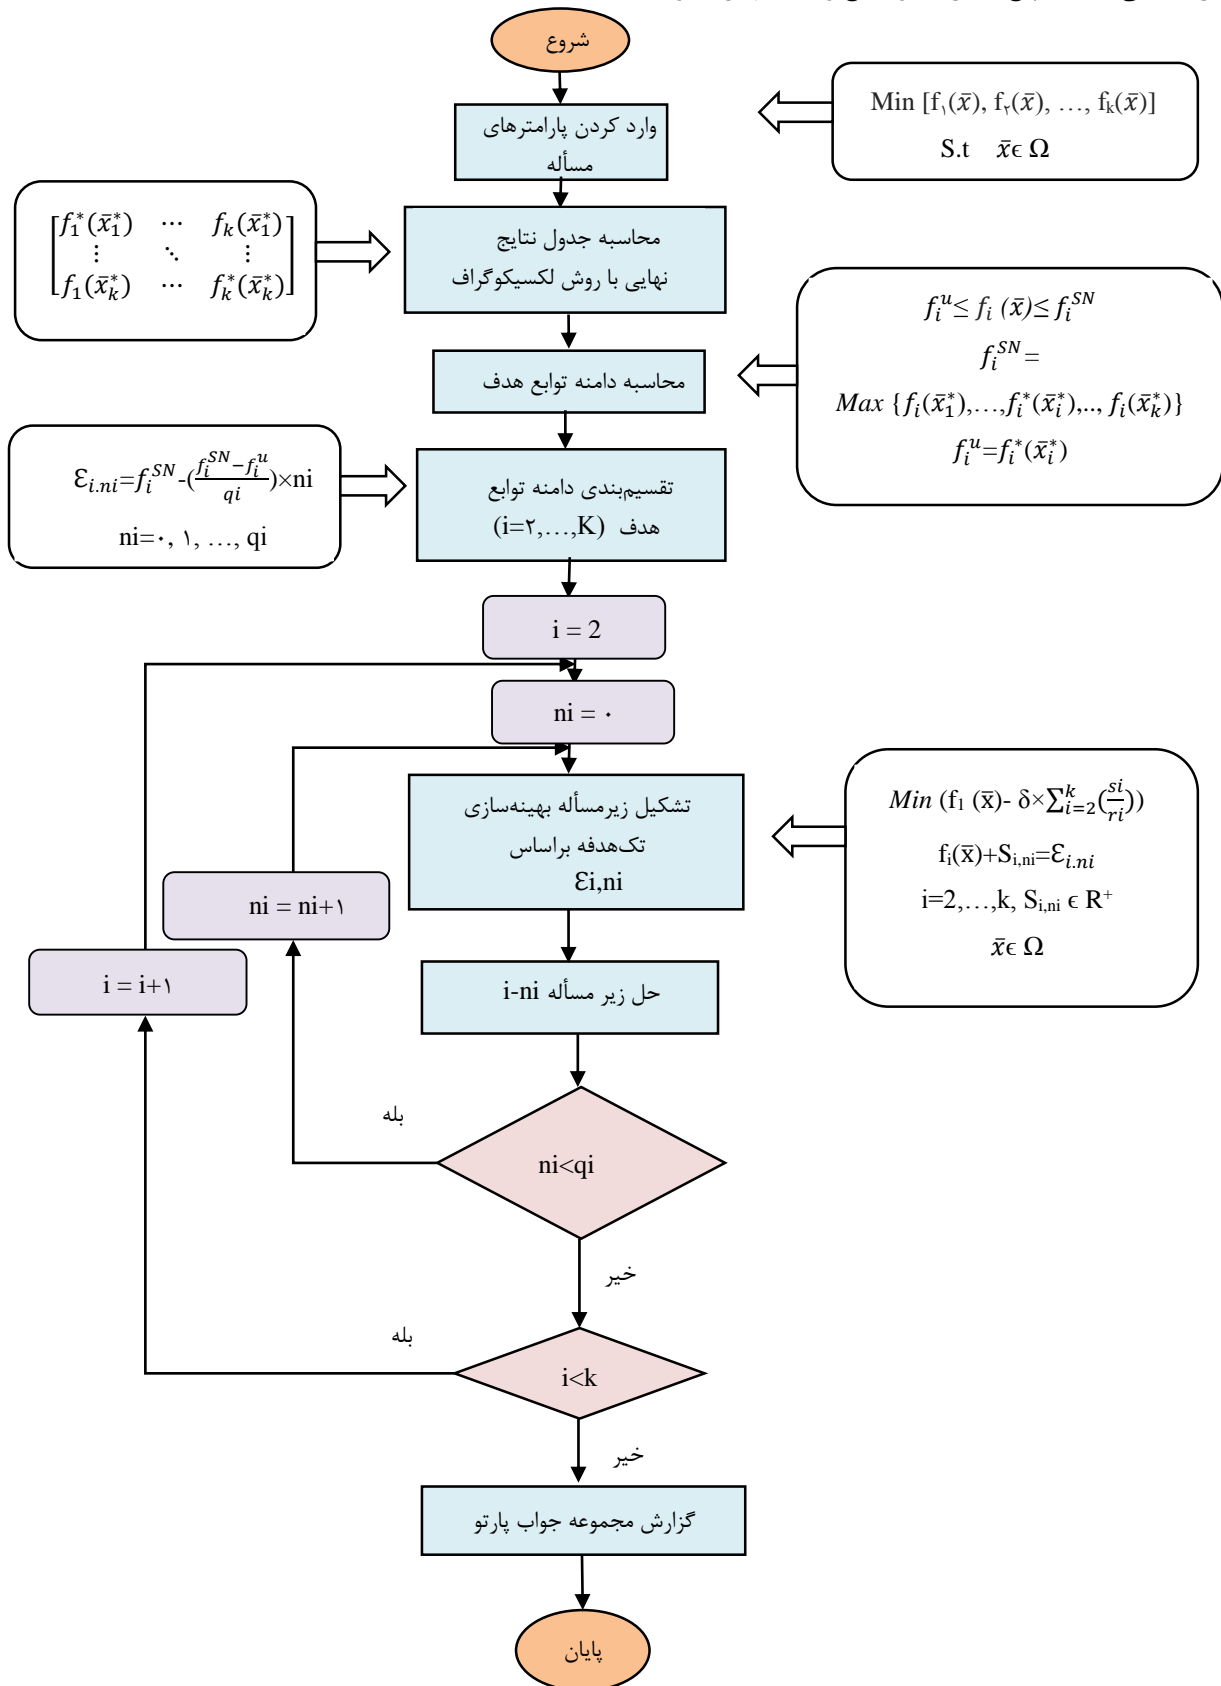 شروع
Min [f۱(x̄), f۲(x̄), …, fk(x̄)]
S.t x̄ϵ Ω
وارد کردن پارامترهای
مسأله
f₁*(x̄₁*) ⋯ fₖ(x̄₁*)
⋮ ⋱ ⋮
f₁(x̄ₖ*) ⋯ fₖ*(x̄ₖ*)
محاسبه جدول نتایج
نهایی با روش لکسیکوگراف
fᵢᵘ≤ fᵢ (x̄)≤ fᵢˢᴺ
fᵢˢᴺ=
Max {fᵢ(x̄₁*),…,fᵢ*(x̄ᵢ*),.., fᵢ(x̄ₖ*)}
fᵢᵘ=fᵢ*(x̄ᵢ*)
محاسبه دامنه توابع هدف
Ɛi.ni=fᵢˢᴺ-((fᵢˢᴺ−fᵢᵘ)/qi)×ni
ni=۰, ۱, …, qi
تقسیم‌بندی دامنه توابع
هدف (i=۲,…,K)
i = 2
ni = ۰
تشکیل زیرمسأله بهینه‌سازی
تک‌هدفه براساس
Ɛi,ni
Min (f₁ (x̄)- δ×∑ᵢ₌₂ᵏ(si/ri))
fᵢ(x̄)+Si,ni=Ɛi.ni
i=2,…,k, Si,ni ϵ R⁺
x̄ϵ Ω
ni = ni+۱
i = i+۱
حل زیر مسأله i-ni
بله
ni<qi
خیر
بله
i<k
خیر
گزارش مجموعه جواب پارتو
پایان